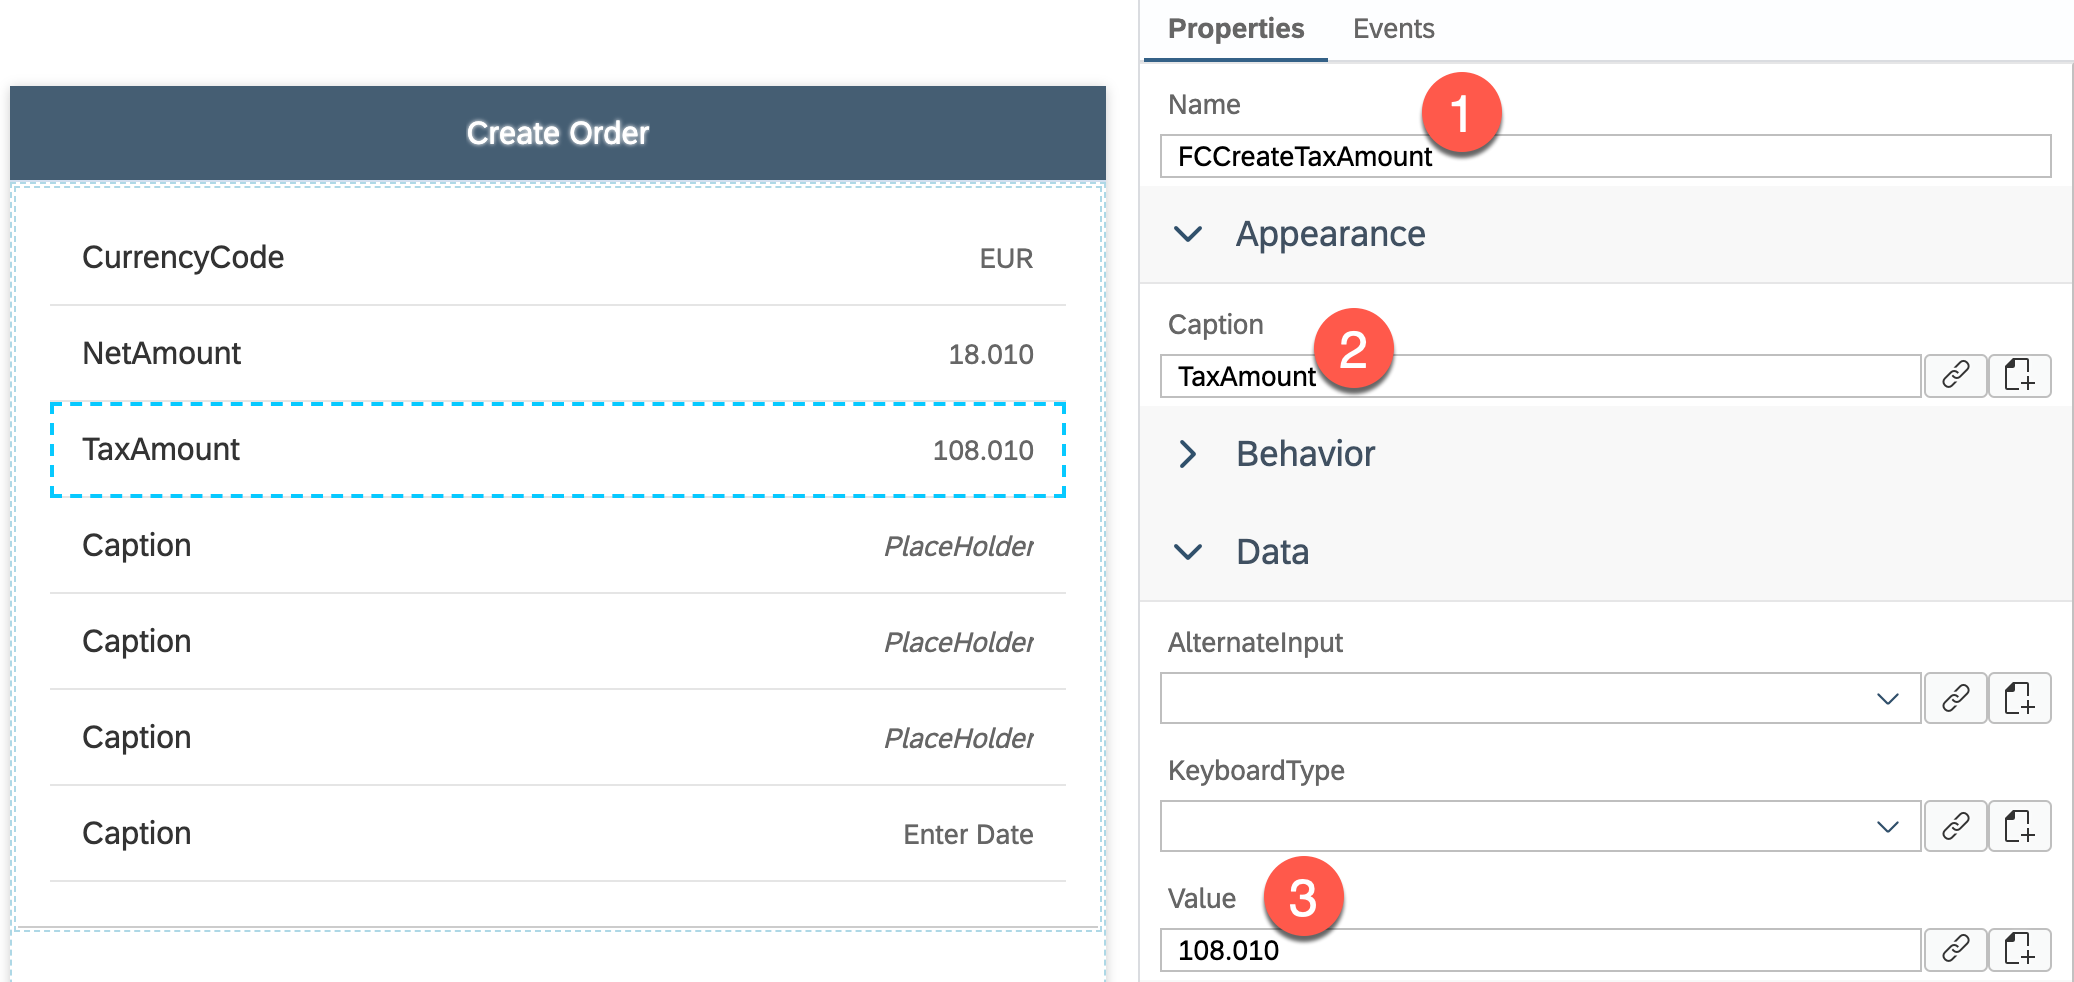 Create Order
CurrencyCode EUR
NetAmount 18.010
TaxAmount 108.010
Caption PlaceHolder
Caption PlaceHolder
Caption PlaceHolder
Caption Enter Date
Properties Events
Name 1
FCCreateTaxAmount
Appearance
Caption 2
TaxAmount
Behavior
Data
AlternateInput
KeyboardType
Value 3
108.010